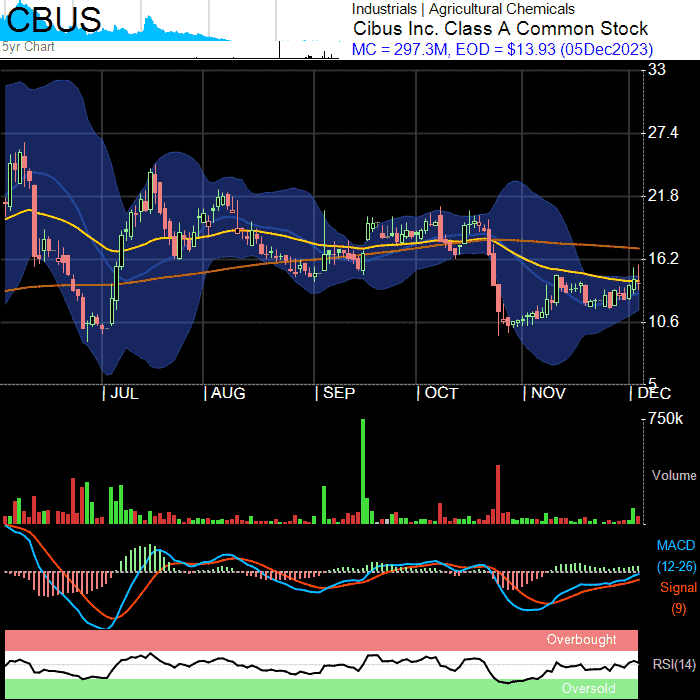 CBUS
5yr Chart
Industrials | Agricultural Chemicals
Cibus Inc. Class A Common Stock
MC = 297.3M, EOD = $13.93 (05Dec2023)
33
27.4
21.8
16.2
10.6
5
JUL AUG SEP OCT NOV DEC
750k
Volume
MACD
(12-26)
Signal
(9)
Overbought
RSI(14)
Oversold